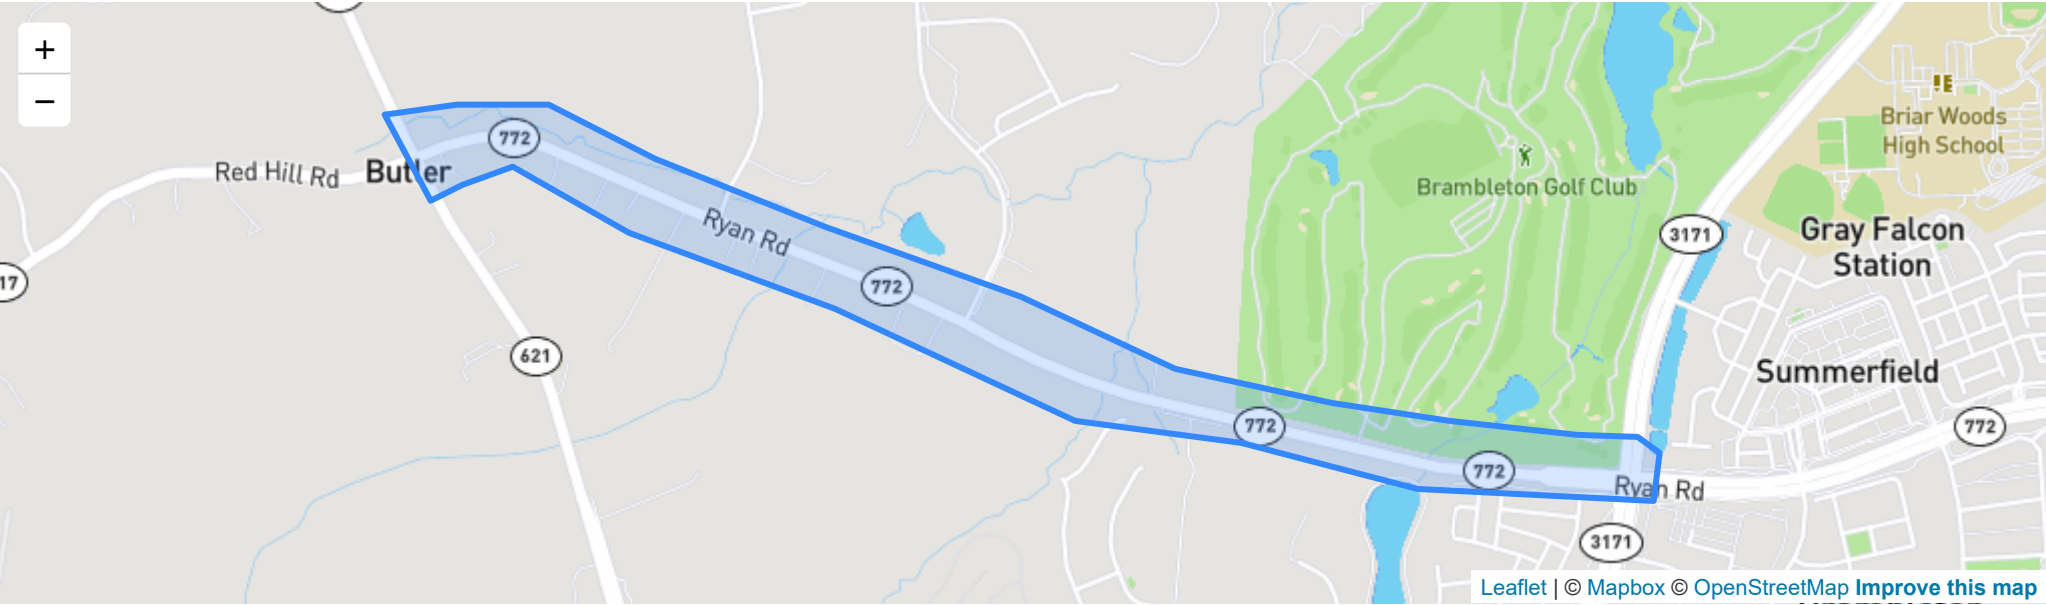 +
−
772
Red Hill Rd
Butler
17
Ryan Rd
772
621
772
772
Brambleton Golf Club
Briar Woods
High School
3171
Gray Falcon
Station
Summerfield
772
Ryan Rd
3171
Leaflet | © Mapbox © OpenStreetMap Improve this map